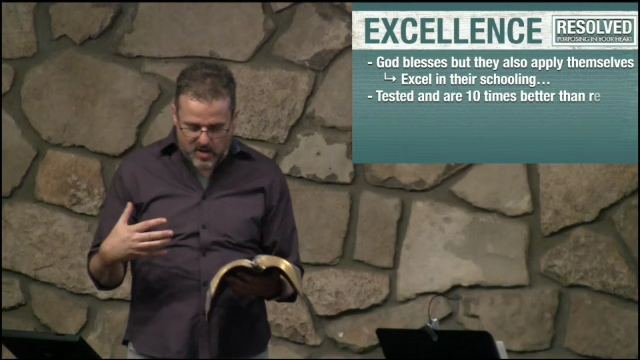 EXCELLENCE
RESOLVED
PURPOSING IN YOUR HEART
- God blesses but they also apply themselves
↳ Excel in their schooling...
- Tested and are 10 times better than re